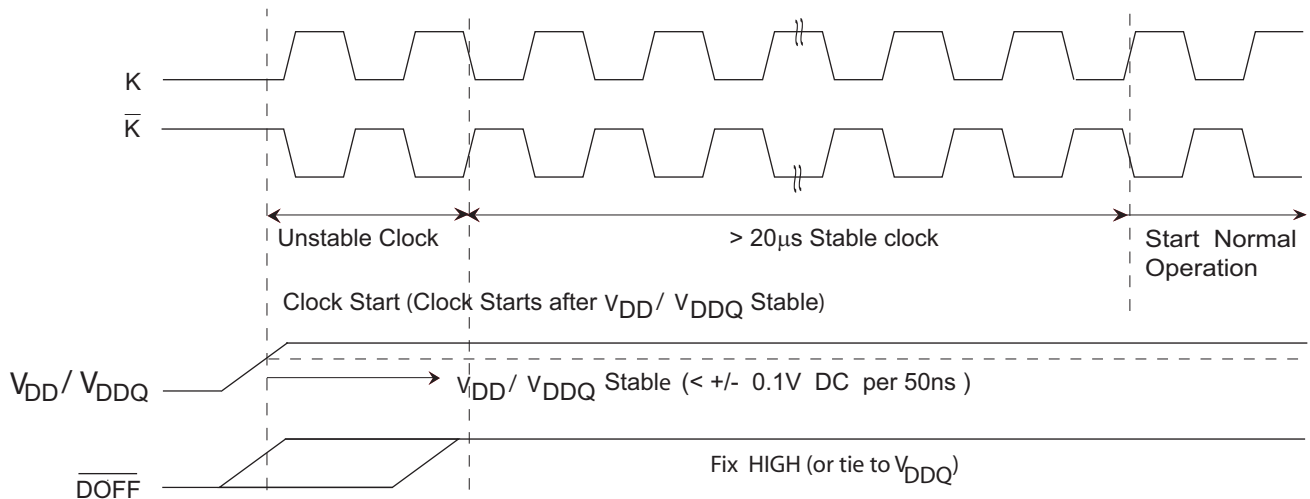 K
K̅
Unstable Clock
> 20μs Stable clock
Start Normal
Operation
Clock Start (Clock Starts after VDD / VDDQ Stable)
VDD / VDDQ
VDD / VDDQ Stable (< +/- 0.1V DC per 50ns )
Fix HIGH (or tie to VDDQ)
D̅O̅F̅F̅